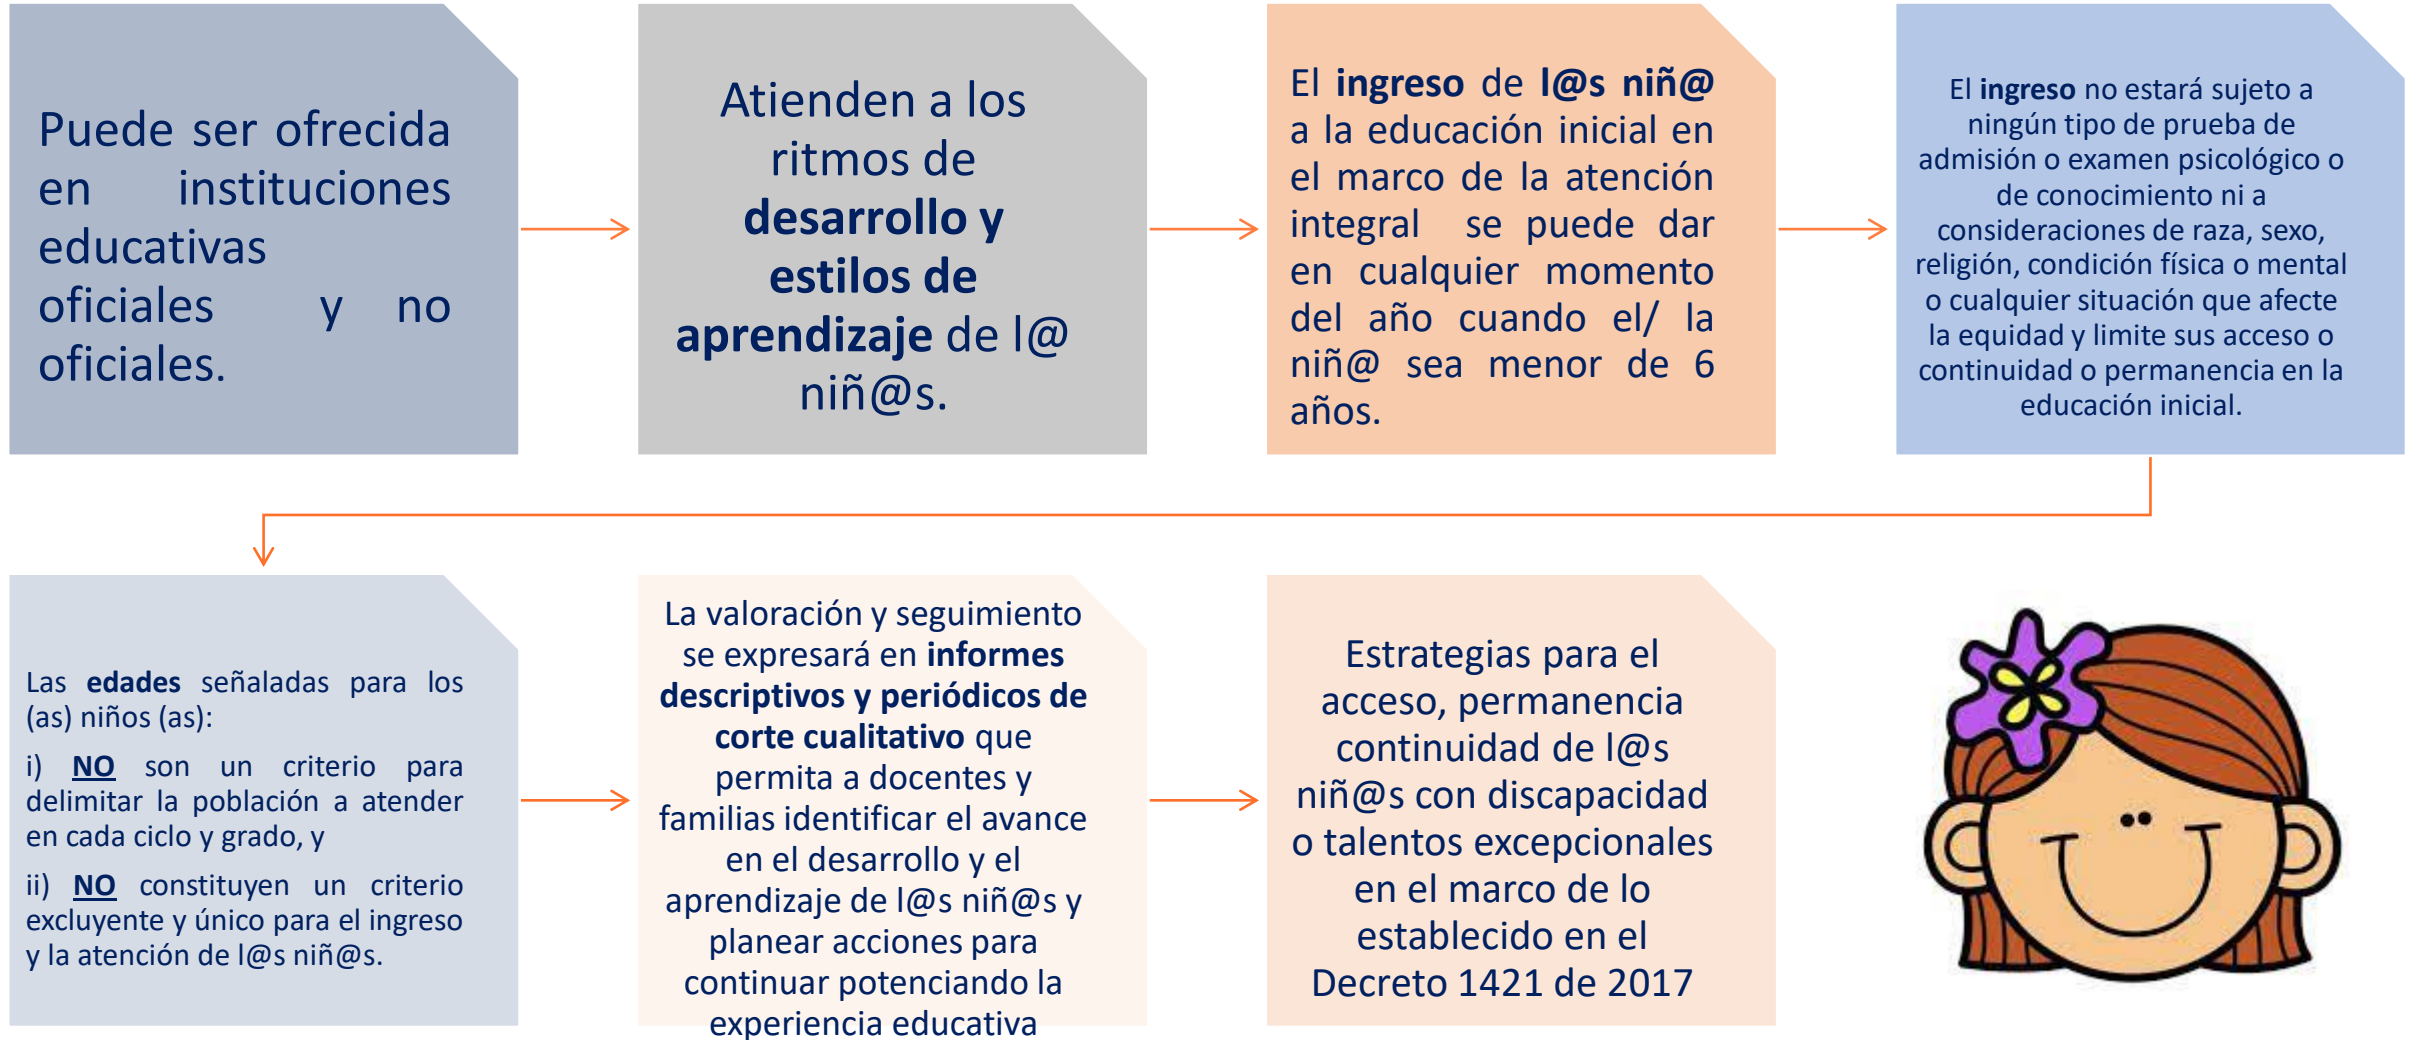 Puede ser ofrecida
en instituciones
educativas
oficiales y no
oficiales.
Atienden a los
ritmos de
desarrollo y
estilos de
aprendizaje de l@
niñ@s.
El ingreso de l@s niñ@
a la educación inicial en
el marco de la atención
integral se puede dar
en cualquier momento
del año cuando el/ la
niñ@ sea menor de 6
años.
El ingreso no estará sujeto a
ningún tipo de prueba de
admisión o examen psicológico o
de conocimiento ni a
consideraciones de raza, sexo,
religión, condición física o mental
o cualquier situación que afecte
la equidad y limite sus acceso o
continuidad o permanencia en la
educación inicial.
Las edades señaladas para los
(as) niños (as):
i) NO son un criterio para
delimitar la población a atender
en cada ciclo y grado, y
ii) NO constituyen un criterio
excluyente y único para el ingreso
y la atención de l@s niñ@s.
La valoración y seguimiento
se expresará en informes
descriptivos y periódicos de
corte cualitativo que
permita a docentes y
familias identificar el avance
en el desarrollo y el
aprendizaje de l@s niñ@s y
planear acciones para
continuar potenciando la
experiencia educativa
Estrategias para el
acceso, permanencia
continuidad de l@s
niñ@s con discapacidad
o talentos excepcionales
en el marco de lo
establecido en el
Decreto 1421 de 2017